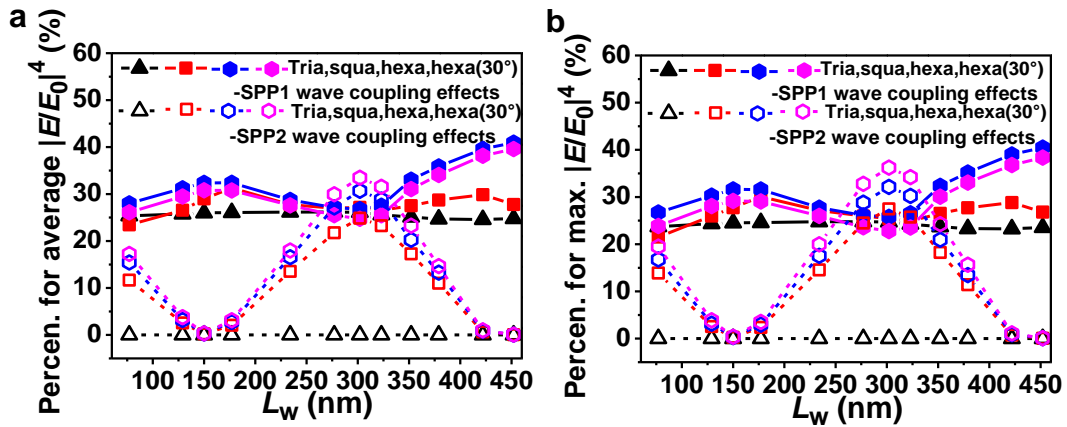 a
Percen. for average |E/E₀|⁴ (%)
60
50
40
30
20
10
0
Tria,squa,hexa,hexa(30°)
-SPP1 wave coupling effects
Tria,squa,hexa,hexa(30°)
-SPP2 wave coupling effects
100 150 200 250 300 350 400 450
L_w (nm)
b
Percen. for max. |E/E₀|⁴ (%)
60
50
40
30
20
10
0
Tria,squa,hexa,hexa(30°)
-SPP1 wave coupling effects
Tria,squa,hexa,hexa(30°)
-SPP2 wave coupling effects
100 150 200 250 300 350 400 450
L_w (nm)